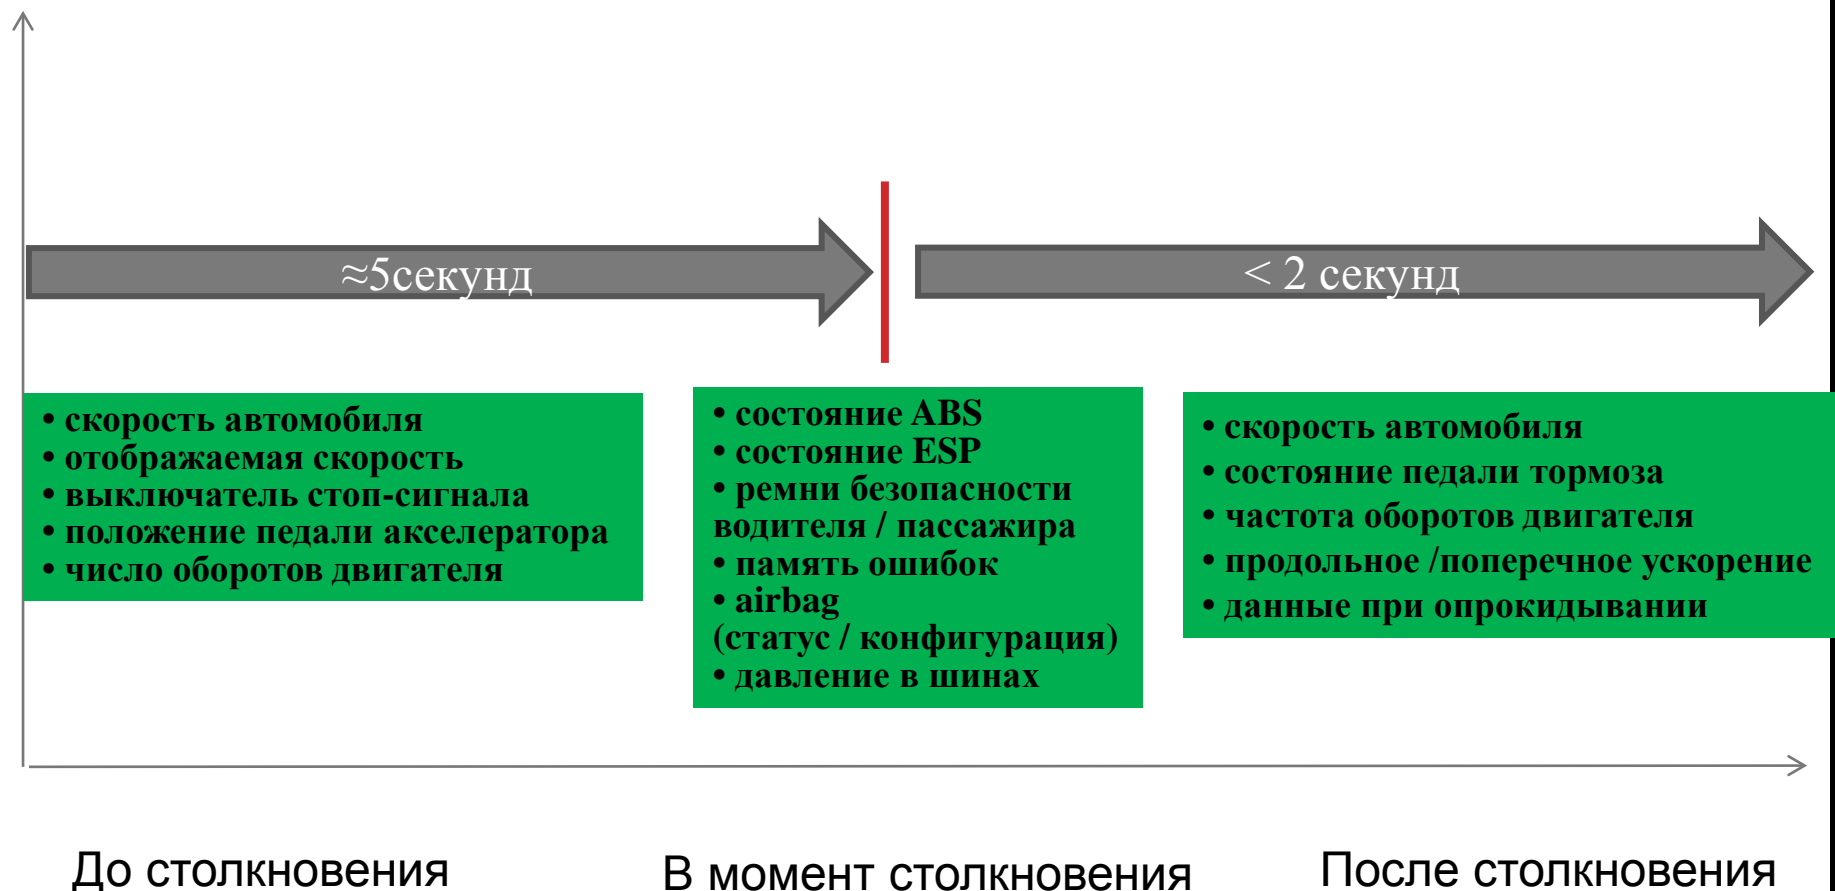 ≈5секунд
< 2 секунд
• скорость автомобиля
• отображаемая скорость
• выключатель стоп-сигнала
• положение педали акселератора
• число оборотов двигателя
• состояние ABS
• состояние ESP
• ремни безопасности
водителя / пассажира
• память ошибок
• airbag
(статус / конфигурация)
• давление в шинах
• скорость автомобиля
• состояние педали тормоза
• частота оборотов двигателя
• продольное /поперечное ускорение
• данные при опрокидывании
До столкновения
В момент столкновения
После столкновения